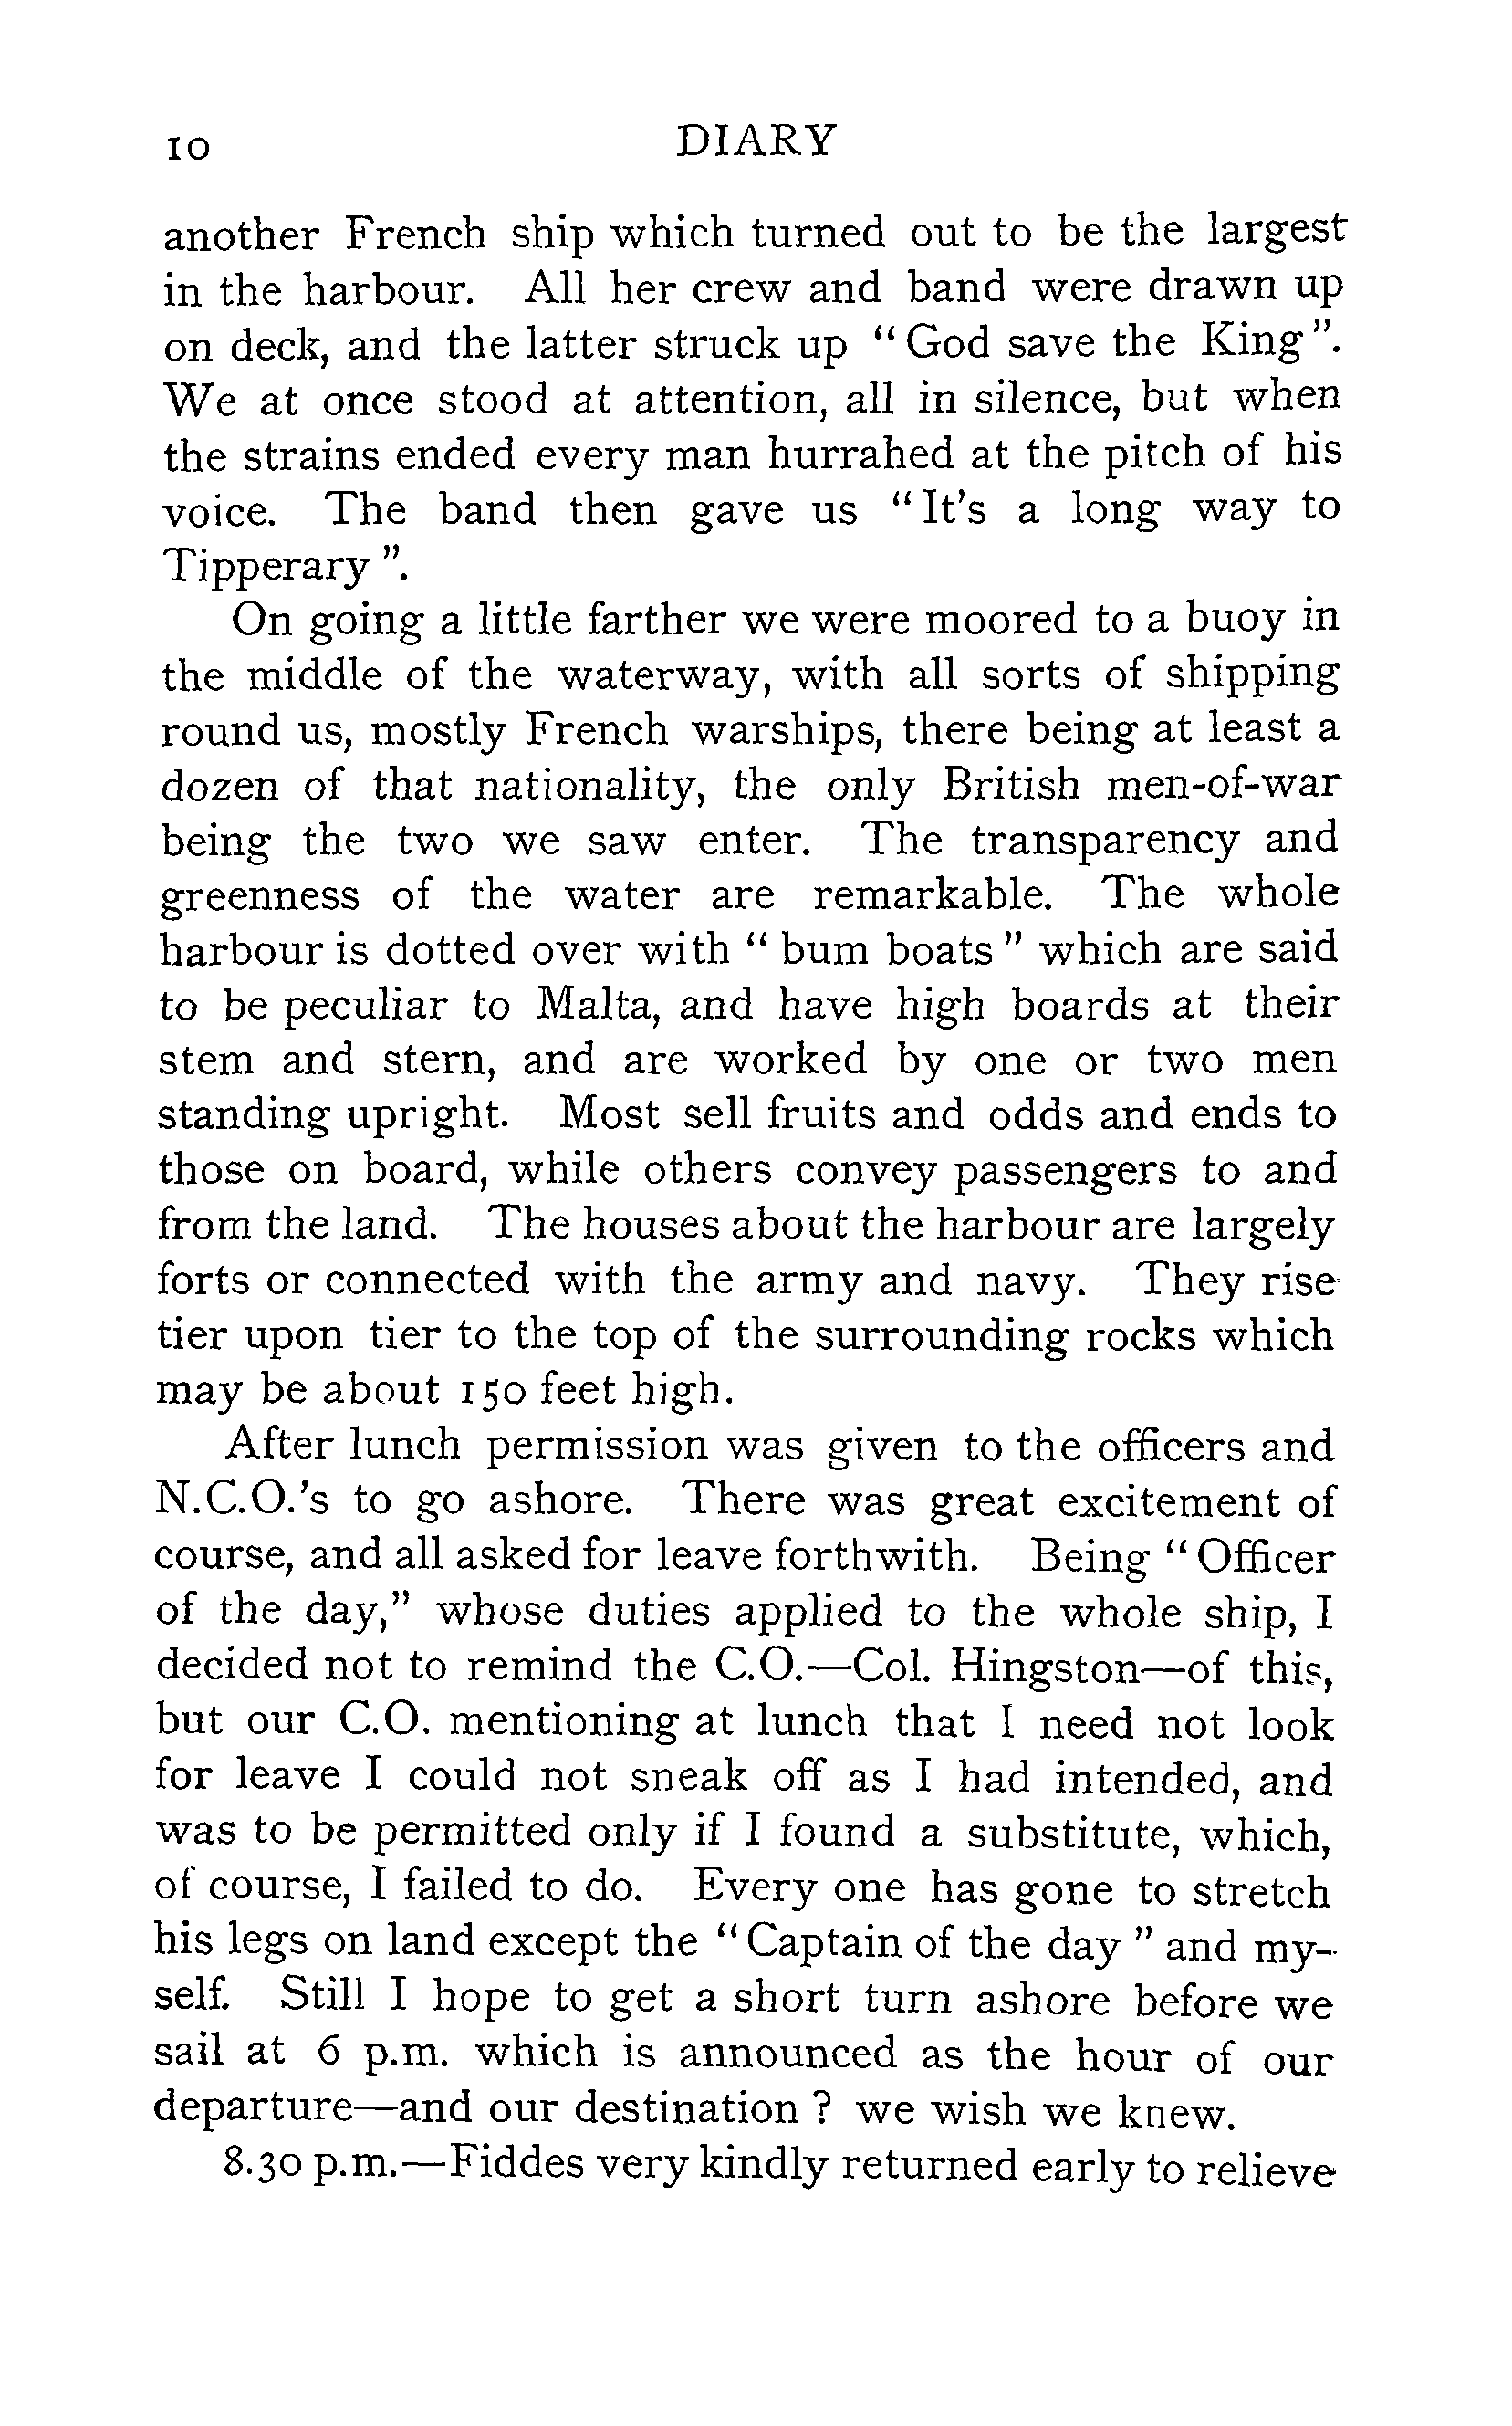 10 DIARY
another French ship which turned out to be the largest
in the harbour. All her crew and band were drawn up
on deck, and the latter struck up " God save the King ".
We at once stood at attention, all in silence, but when
the strains ended every man hurrahed at the pitch of his
voice. The band then gave us " It's a long way to
Tipperary ".
On going a little farther we were moored to a buoy in
the middle of the waterway, with all sorts of shipping
round us, mostly French warships, there being at least a
dozen of that nationality, the only British men-of-war
being the two we saw enter. The transparency and
greenness of the water are remarkable. The whole
harbour is dotted over with " bum boats " which are said
to be peculiar to Malta, and have high boards at their
stem and stern, and are worked by one or two men
standing upright. Most sell fruits and odds and ends to
those on board, while others convey passengers to and
from the land. The houses about the harbour are largely
forts or connected with the army and navy. They rise
tier upon tier to the top of the surrounding rocks which
may be about 150 feet high.
After lunch permission was given to the officers and
N.C.O.'s to go ashore. There was great excitement of
course, and all asked for leave forthwith. Being " Officer
of the day," whose duties applied to the whole ship, I
decided not to remind the C.O.—Col. Hingston—of this,
but our C.O. mentioning at lunch that I need not look
for leave I could not sneak off as I had intended, and
was to be permitted only if I found a substitute, which,
of course, I failed to do. Every one has gone to stretch
his legs on land except the " Captain of the day " and my-
self. Still I hope to get a short turn ashore before we
sail at 6 p.m. which is announced as the hour of our
departure—and our destination ? we wish we knew.
8.30 p.m.—Fiddes very kindly returned early to relieve